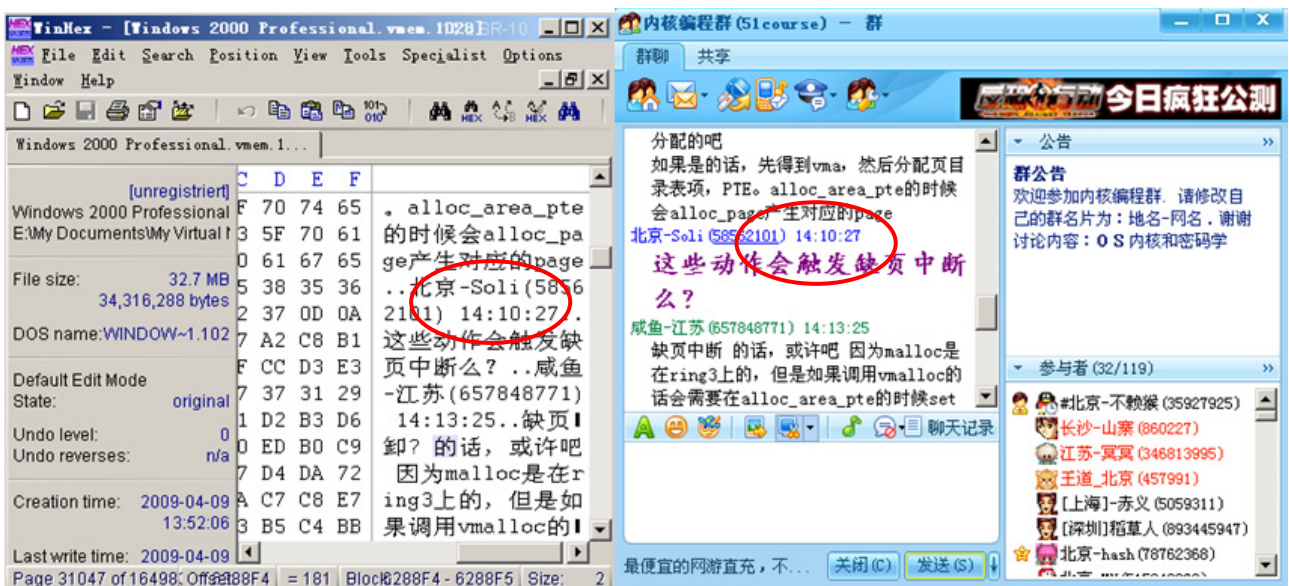 WinHex - [Windows 2000 Professional.vmem.1028]
File Edit Search Position View Tools Specialist Options
Window Help
Windows 2000 Professional.vmem.1...
[unregistriert]
Windows 2000 Professional
E:\My Documents\My Virtual
File size: 32.7 MB
34,316,288 bytes
DOS name: WINDOW~1.102
Default Edit Mode
State: original
Undo level: 0
Undo reverses: n/a
Creation time: 2009-04-09
13:52:06
Last write time: 2009-04-09
C D E F
F 70 74 65 。alloc_area_pte
3 5F 70 61 的时候会alloc_pa
0 61 67 65 ge产生对应的page
5 38 35 36 ..北京-Soli(5856
2 37 0D 0A 2101) 14:10:27..
7 A2 C8 B1 这些动作会触发缺
F CC D3 E3 页中断么？..咸鱼
7 37 31 29 -江苏(657848771)
1 D2 B3 D6 14:13:25..缺页
0 ED B0 C9 卸? 的话，或许吧
7 D4 DA 72 因为malloc是在r
A C7 C8 E7 ing3上的，但是如
3 B5 C4 BB 果调用vmalloc的
Page 31047 of 16498 Offset = 181 Block 6288F4 - 6288F5 Size: 2
内核编程群(51course) - 群
群聊 共享
反恐行动 今日疯狂公测
分配的吧
如果是的话，先得到vma，然后分配页目
录表项，PTE。alloc_area_pte的时候
会alloc_page产生对应的page
北京-Soli(58562101) 14:10:27
这些动作会触发缺页中断
么？
咸鱼-江苏(657848771) 14:13:25
缺页中断 的话，或许吧 因为malloc是
在ring3上的，但是如果调用vmalloc的
话会需要在alloc_area_pte的时候set
聊天记录
最便宜的网游直充，不... 关闭(C) 发送(S)
公告
群公告
欢迎参加内核编程群．请修改自
己的群名片为：地名-网名．谢谢
讨论内容：OS内核和密码学
参与者(32/119)
#北京-不赖猴(35927925)
长沙-山寨(860227)
江苏-冥冥(346813995)
王道_北京(457991)
[上海]-赤义(5059311)
[深圳]稻草人(893445947)
北京-hash(78762368)